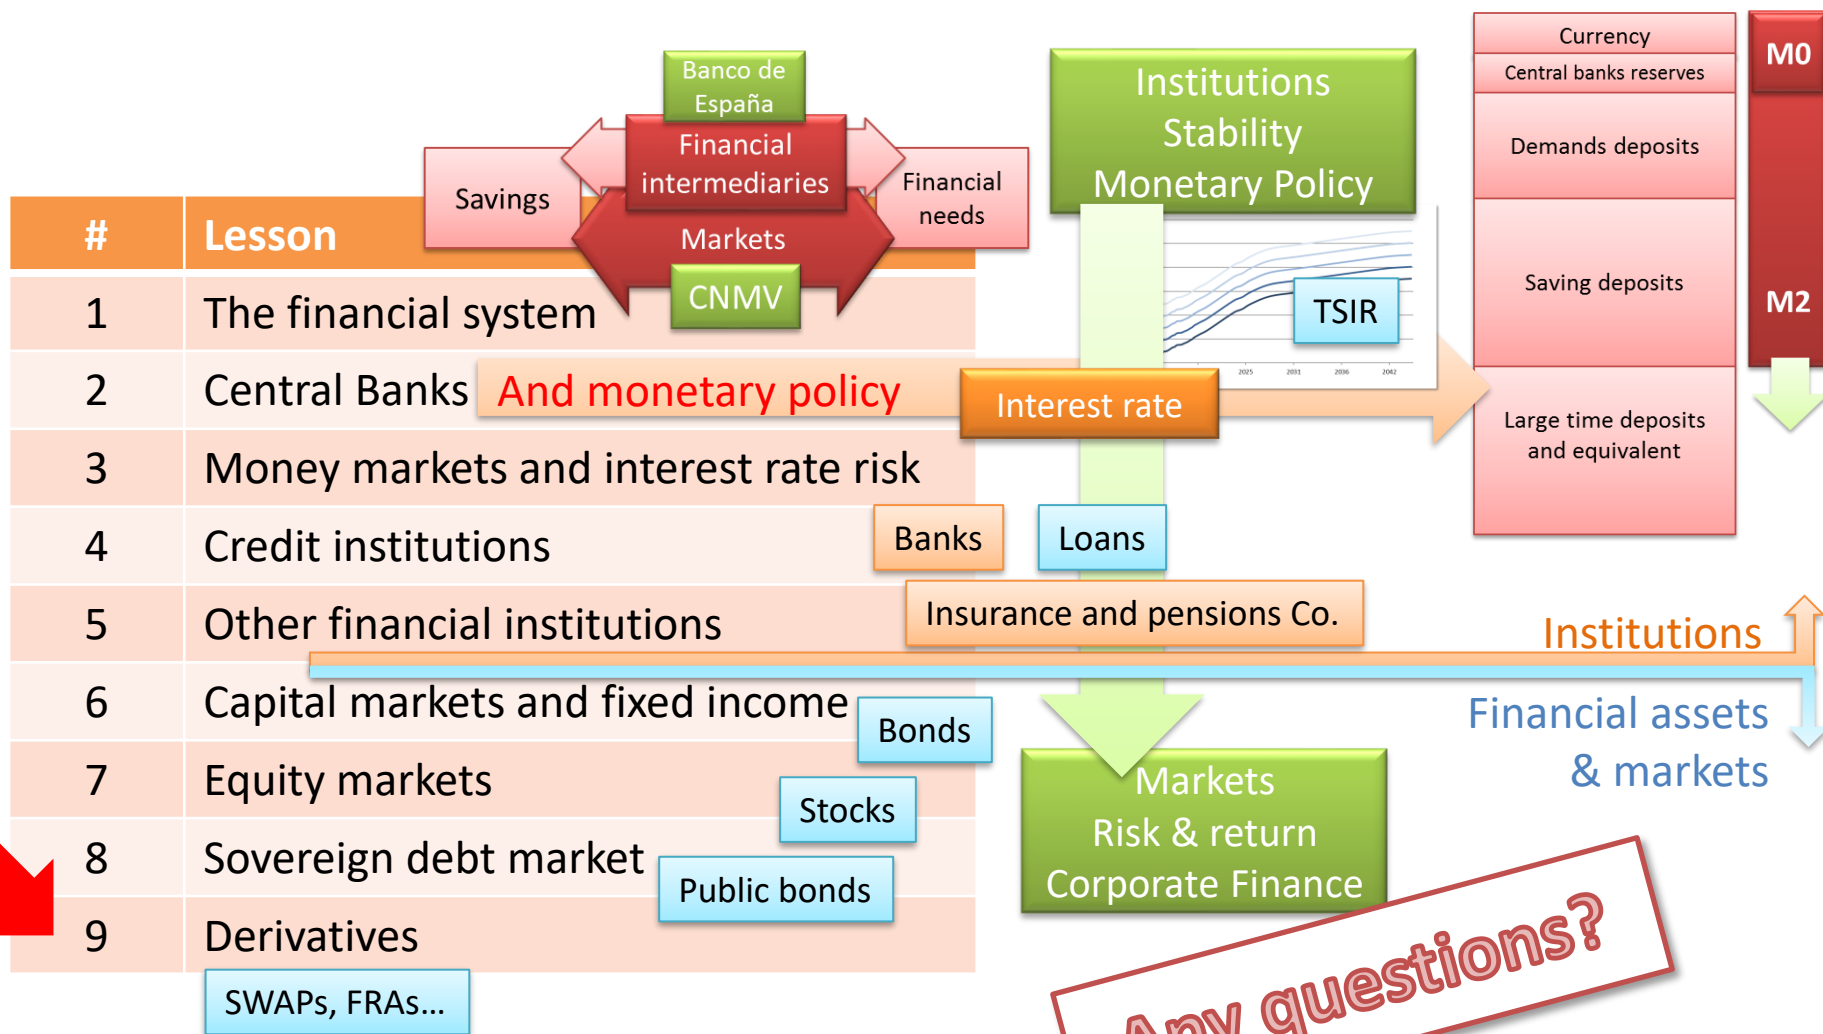 Banco de
España
Financial
intermediaries
Savings
Financial
needs
Markets
CNMV
Institutions
Stability
Monetary Policy
TSIR
2025 2031 2036 2042
Currency
Central banks reserves
Demands deposits
Saving deposits
Large time deposits
and equivalent
M0
M2
# Lesson
1 The financial system
2 Central Banks And monetary policy
Interest rate
3 Money markets and interest rate risk
4 Credit institutions
Banks
Loans
5 Other financial institutions
Insurance and pensions Co.
Institutions
6 Capital markets and fixed income
Bonds
Financial assets
& markets
7 Equity markets
Stocks
8 Sovereign debt market
Public bonds
9 Derivatives
SWAPs, FRAs...
Markets
Risk & return
Corporate Finance
Any questions?